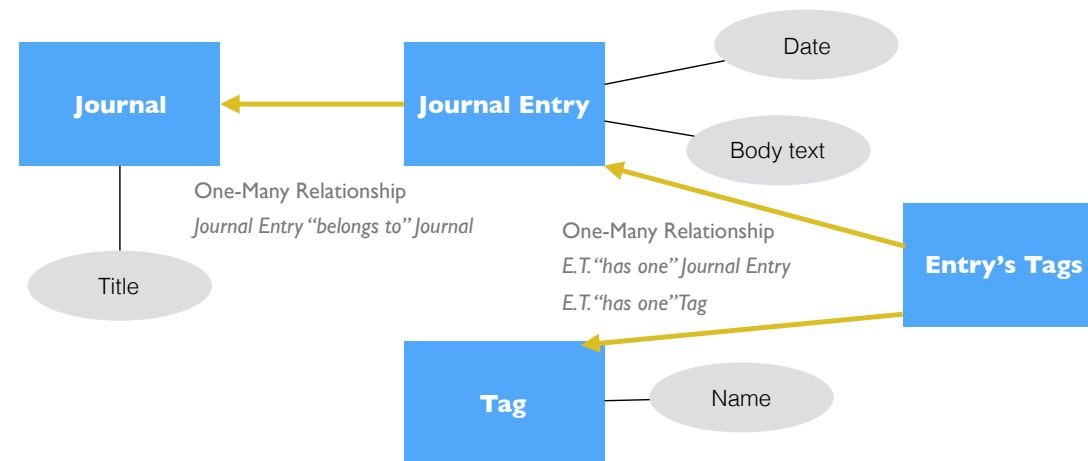 Date
Journal
Journal Entry
Body text
One-Many Relationship
Journal Entry “belongs to” Journal
One-Many Relationship
E.T. “has one” Journal Entry
E.T. “has one” Tag
Entry’s Tags
Title
Tag
Name